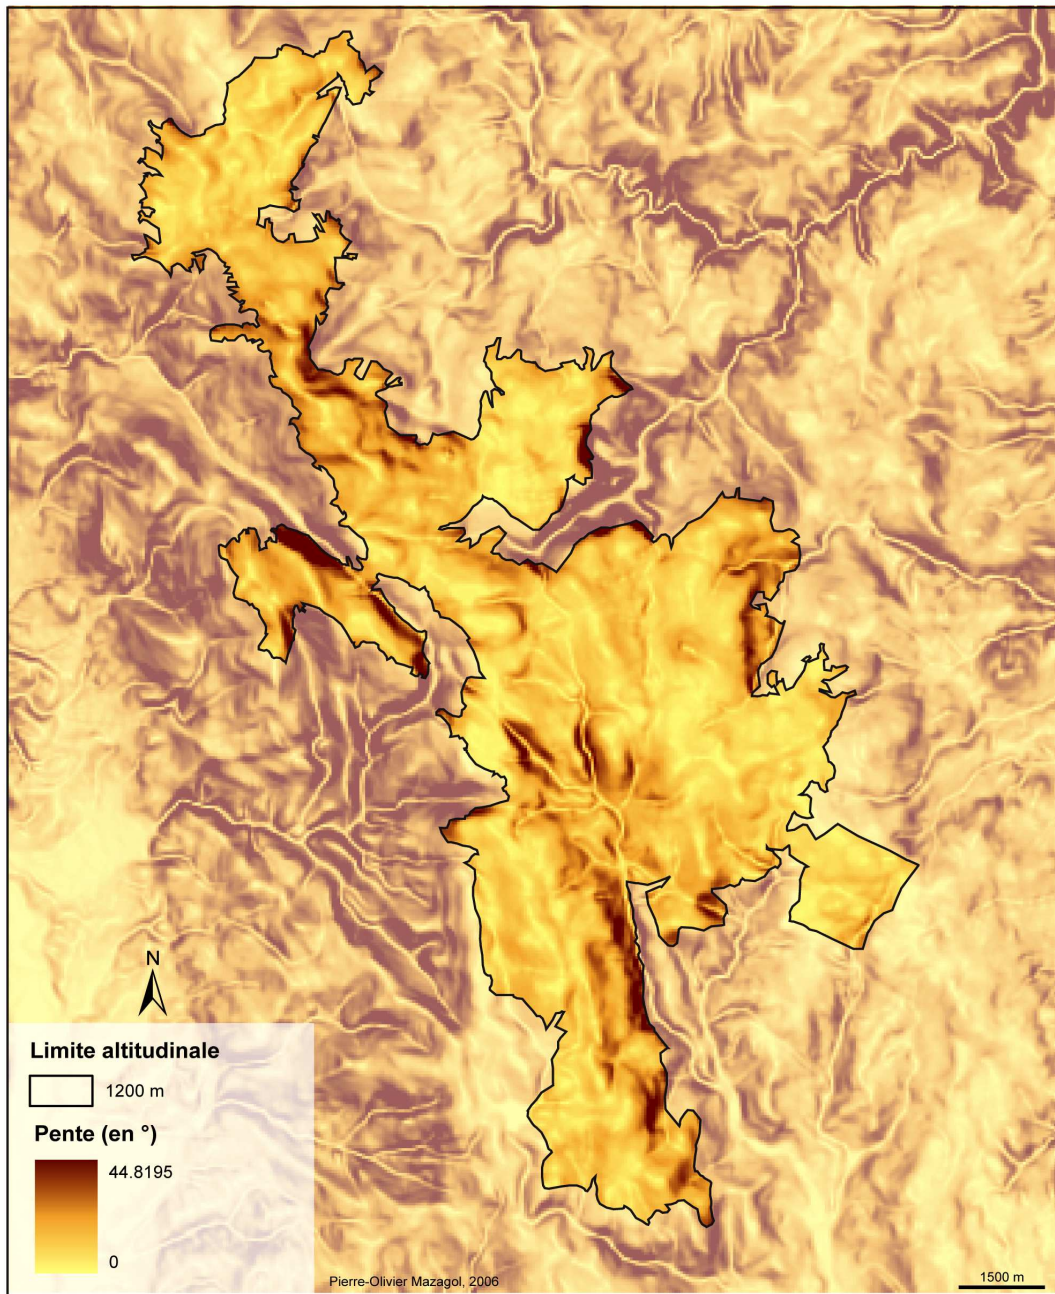 N
Limite altitudinale
1200 m
Pente (en °)
44.8195
0
Pierre-Olivier Mazagol, 2006
1500 m